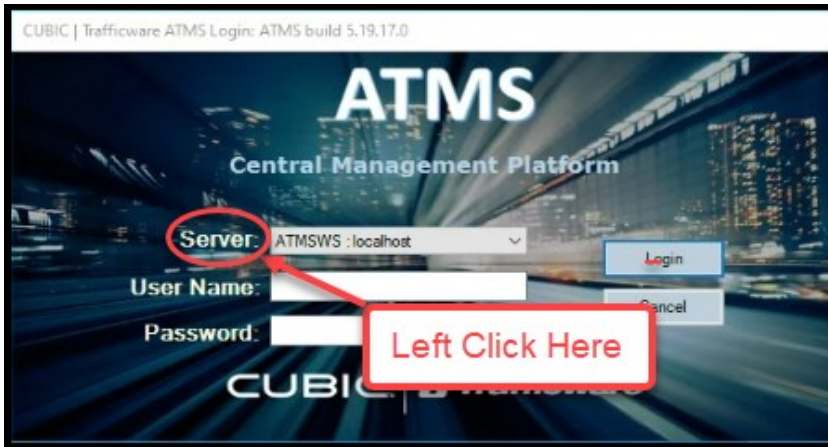 CUBIC | Trafficware ATMS Login: ATMS build 5.19.17.0
ATMS
Central Management Platform
Server: ATMSWS : localhost
Login
User Name:
Cancel
Password:
Left Click Here
CUBIC | Trafficware